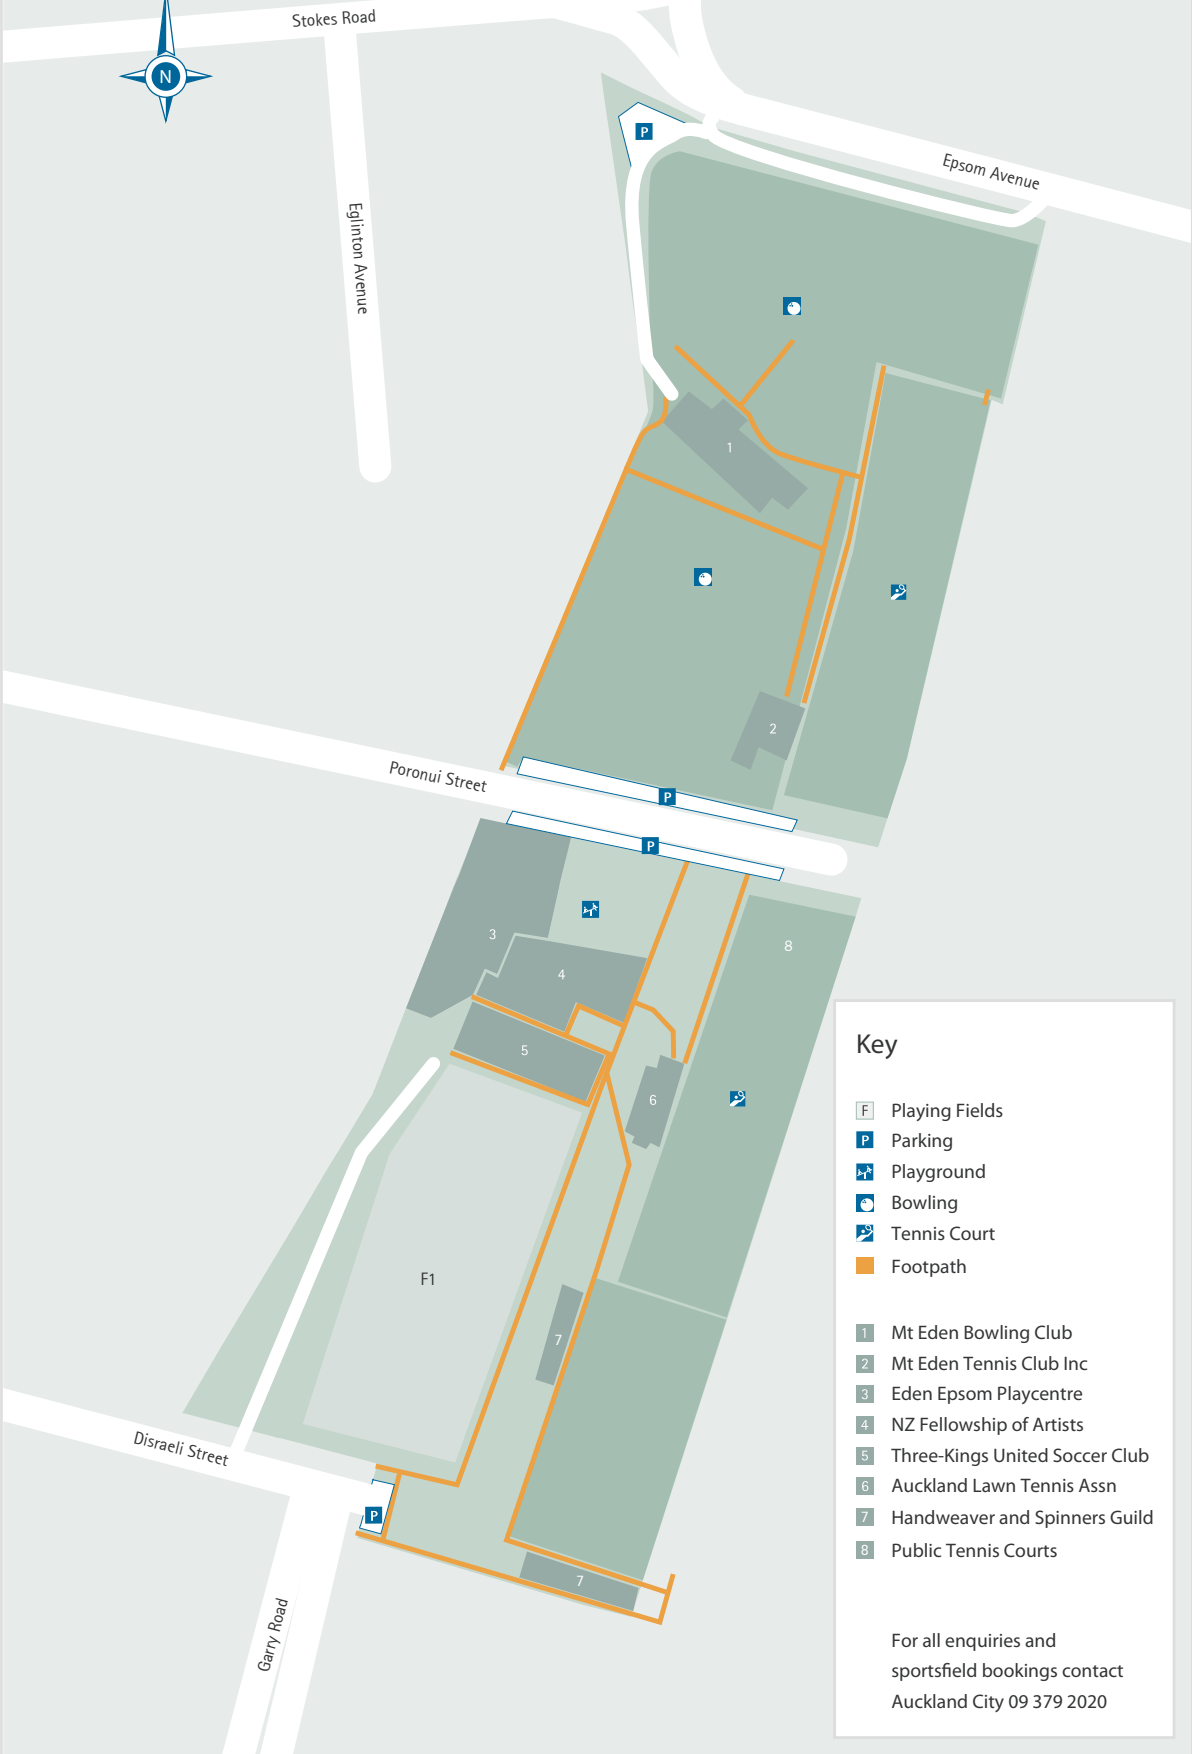 Stokes Road
N
P
Epsom Avenue
Eglinton Avenue
1
2
Poronui Street
P
P
3
8
4
5
6
F1
7
Disraeli Street
P
7
Garry Road
Key
F Playing Fields
P Parking
Playground
Bowling
Tennis Court
Footpath
1 Mt Eden Bowling Club
2 Mt Eden Tennis Club Inc
3 Eden Epsom Playcentre
4 NZ Fellowship of Artists
5 Three-Kings United Soccer Club
6 Auckland Lawn Tennis Assn
7 Handweaver and Spinners Guild
8 Public Tennis Courts
For all enquiries and
sportsfield bookings contact
Auckland City 09 379 2020